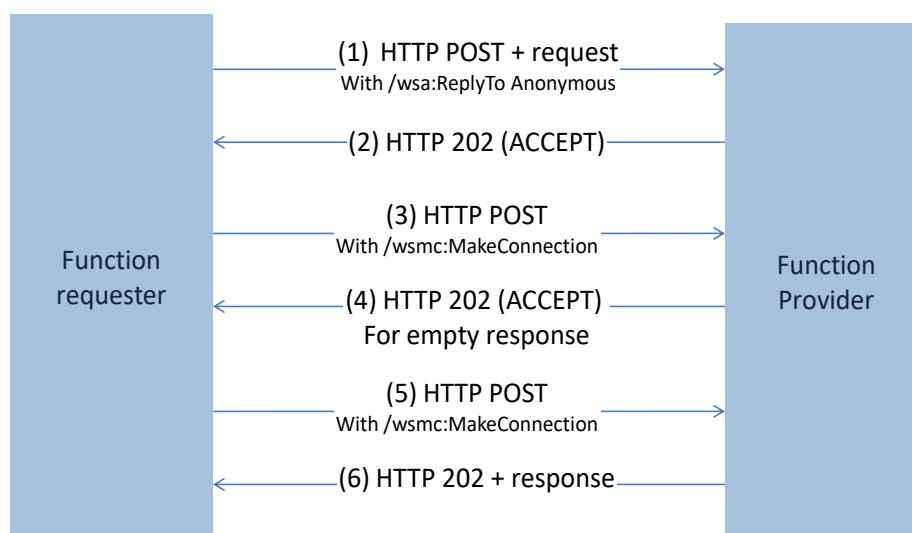 (1) HTTP POST + request
With /wsa:ReplyTo Anonymous
(2) HTTP 202 (ACCEPT)
(3) HTTP POST
With /wsmc:MakeConnection
Function
requester
Function
Provider
(4) HTTP 202 (ACCEPT)
For empty response
(5) HTTP POST
With /wsmc:MakeConnection
(6) HTTP 202 + response